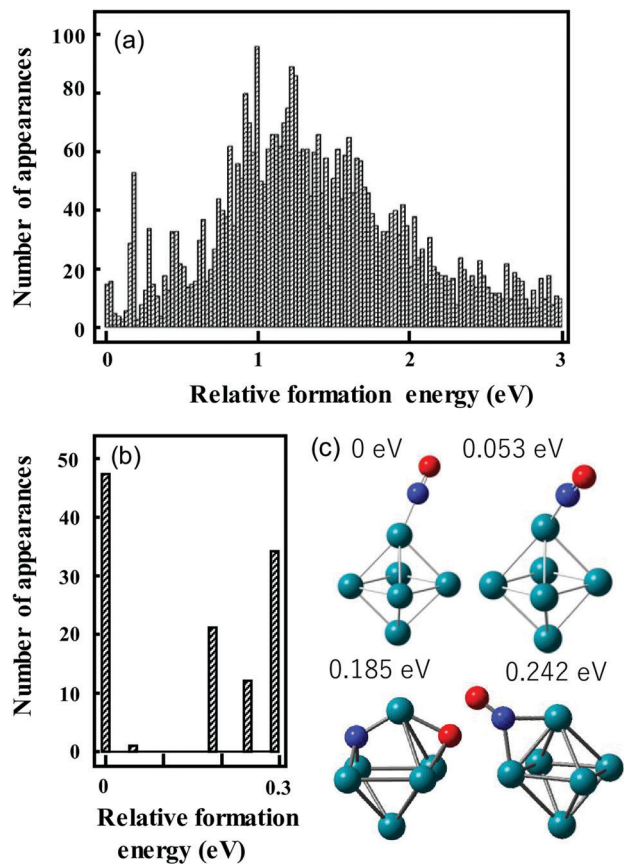 (a)
Number of appearances
100
80
60
40
20
0
0 1 2 3
Relative formation energy (eV)
(b)
Number of appearances
50
40
30
20
10
0
0 0.3
Relative formation
energy (eV)
(c)
0 eV 0.053 eV
0.185 eV 0.242 eV